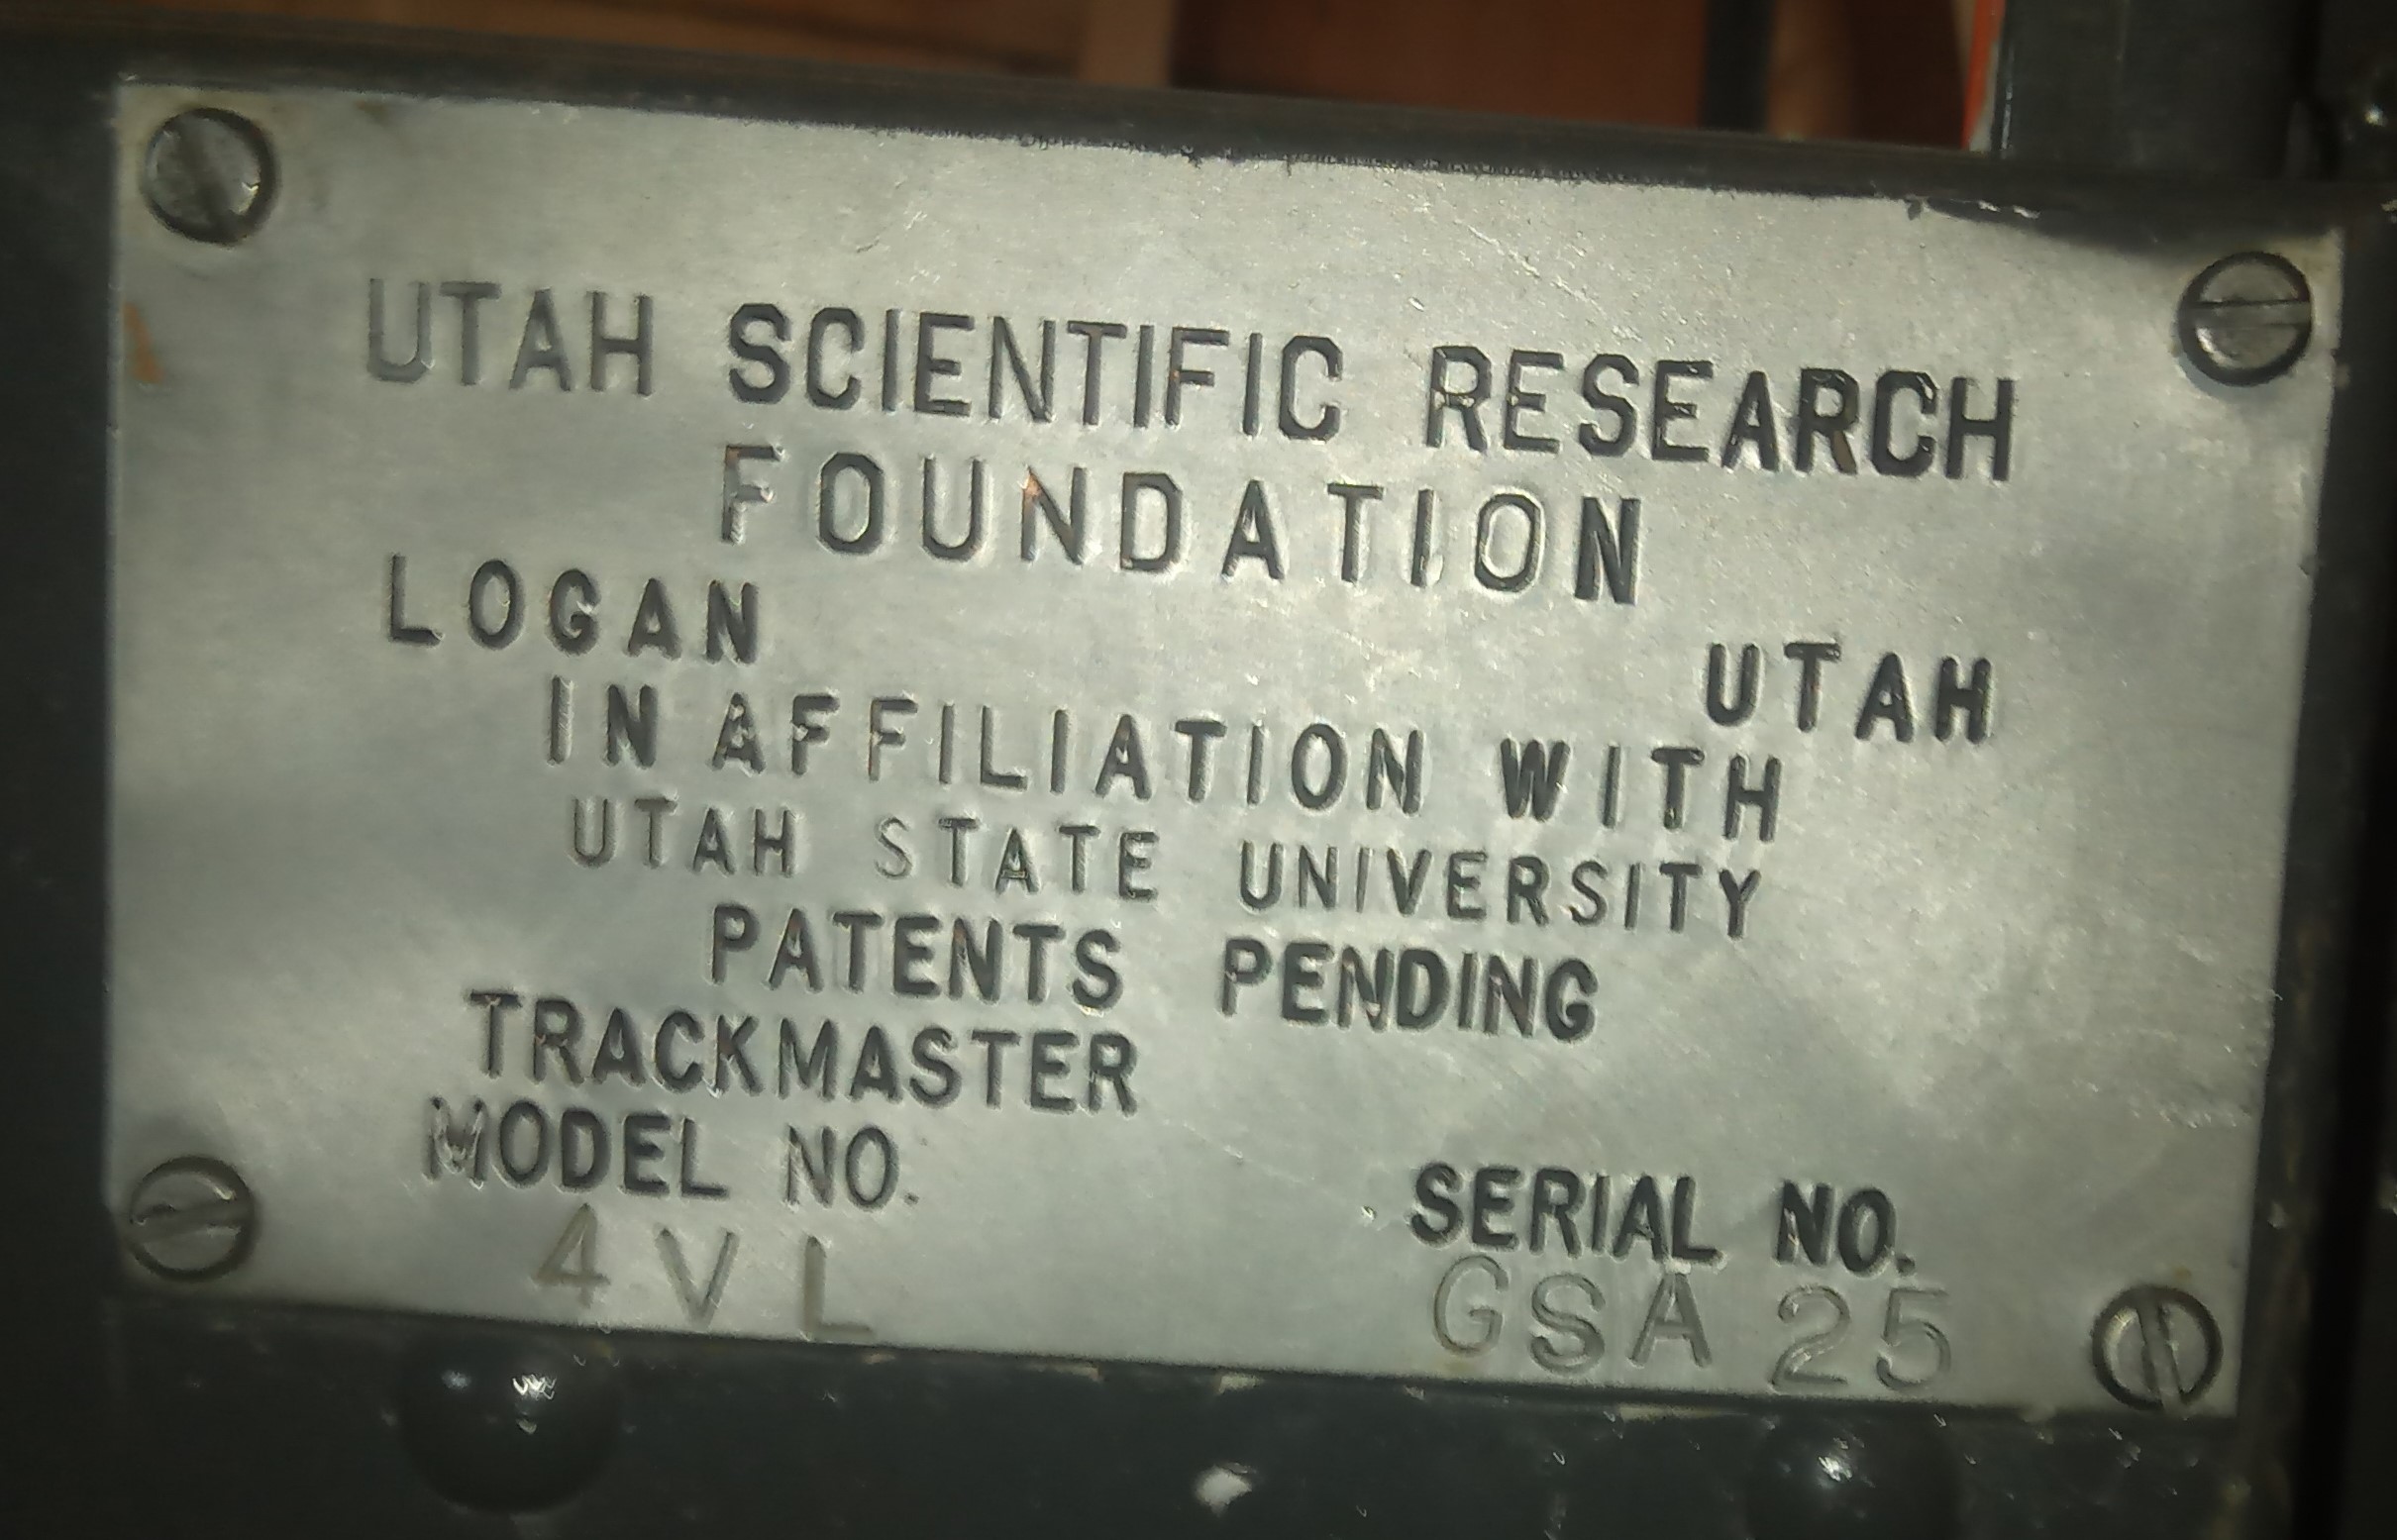 UTAH SCIENTIFIC RESEARCH
FOUNDATION
LOGAN UTAH
IN AFFILIATION WITH
UTAH STATE UNIVERSITY
PATENTS PENDING
TRACKMASTER
MODEL NO. SERIAL NO.
4VL GSA 25